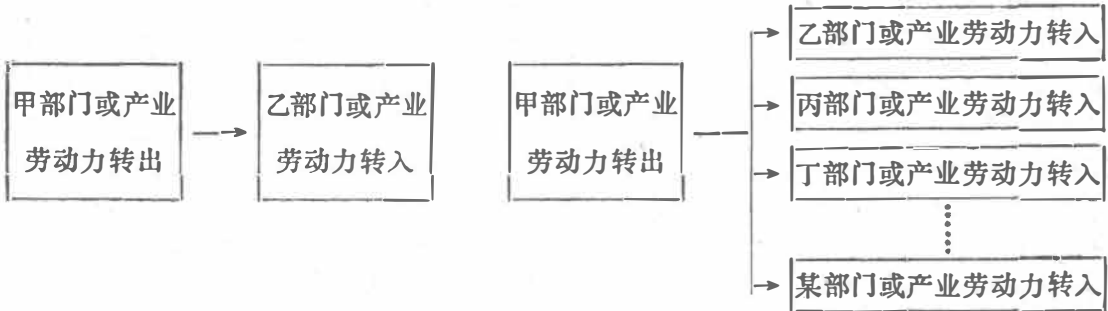 甲部门或产业
劳动力转出
乙部门或产业
劳动力转入
甲部门或产业
劳动力转出
乙部门或产业劳动力转入
丙部门或产业劳动力转入
丁部门或产业劳动力转入
某部门或产业劳动力转入